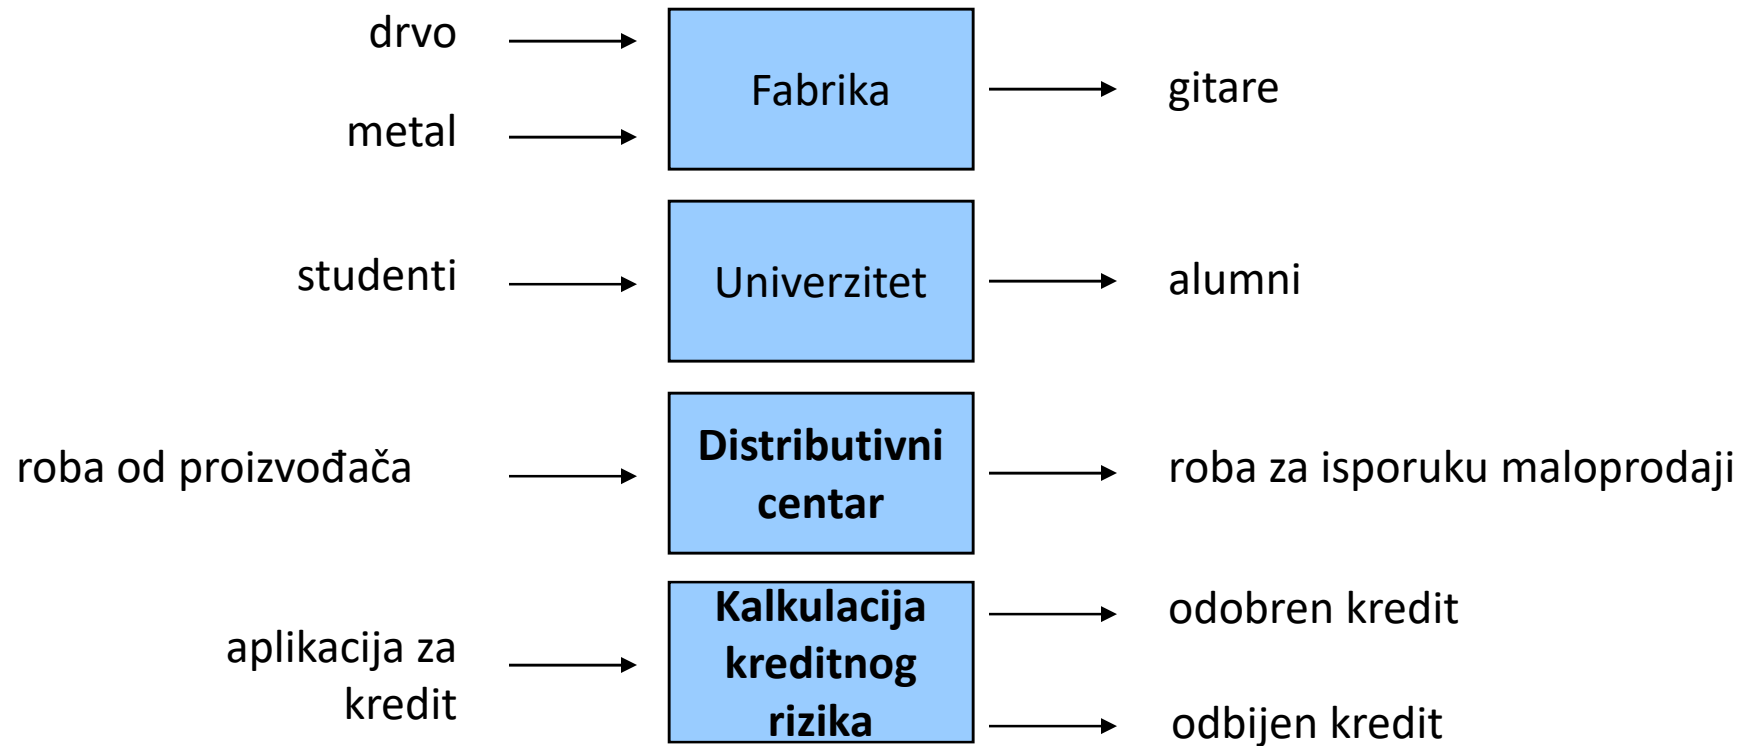 drvo
metal
Fabrika
gitare
studenti
Univerzitet
alumni
roba od proizvođača
Distributivni
centar
roba za isporuku maloprodaji
aplikacija za
kredit
Kalkulacija
kreditnog
rizika
odobren kredit
odbijen kredit